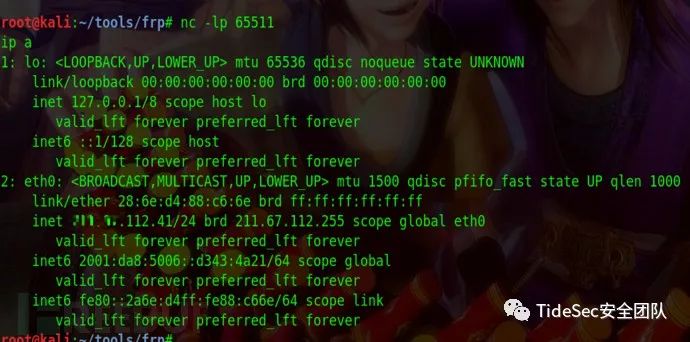 root@kali:~/tools/frp# nc -lp 65511
ip a
1: lo: <LOOPBACK,UP,LOWER_UP> mtu 65536 qdisc noqueue state UNKNOWN
link/loopback 00:00:00:00:00:00 brd 00:00:00:00:00:00
inet 127.0.0.1/8 scope host lo
valid_lft forever preferred_lft forever
inet6 ::1/128 scope host
valid_lft forever preferred_lft forever
2: eth0: <BROADCAST,MULTICAST,UP,LOWER_UP> mtu 1500 qdisc pfifo_fast state UP qlen 1000
link/ether 28:6e:d4:88:c6:6e brd ff:ff:ff:ff:ff:ff
inet .112.41/24 brd 211.67.112.255 scope global eth0
valid_lft forever preferred_lft forever
inet6 2001:da8:5006::d343:4a21/64 scope global
valid_lft forever preferred_lft forever
inet6 fe80::2a6e:d4ff:fe88:c66e/64 scope link
valid_lft forever preferred_lft forever
root@kali:~/tools/frp#
TideSec安全团队